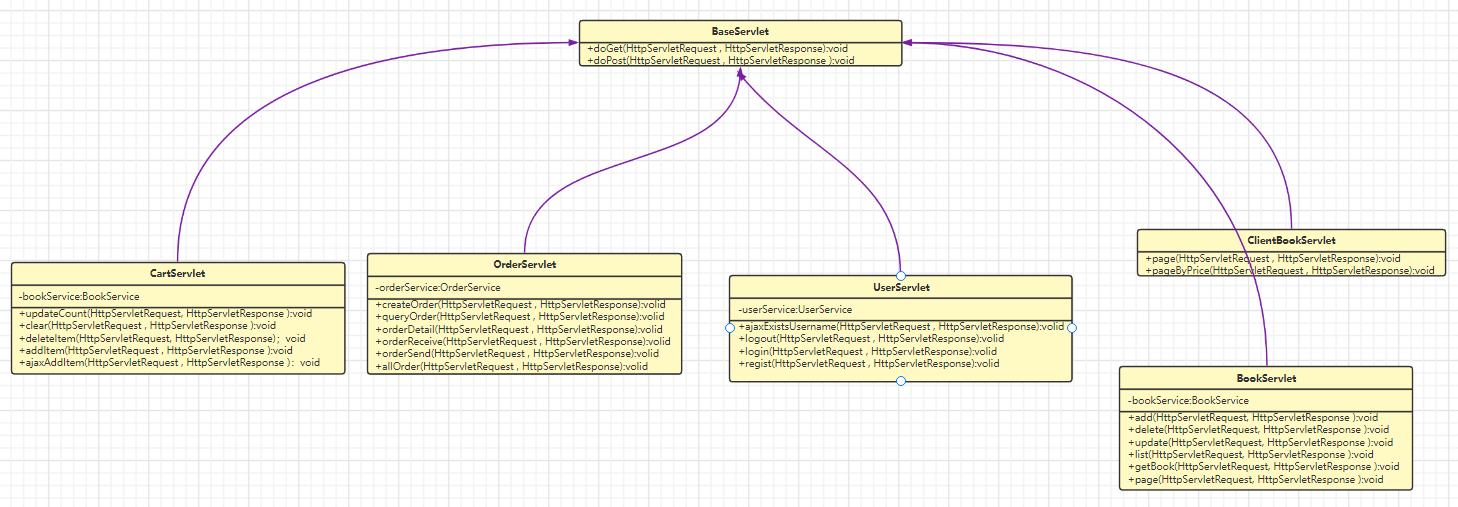 BaseServlet
+doGet(HttpServletRequest , HttpServletResponse):void
+doPost(HttpServletRequest , HttpServletResponse ):void
CartServlet
-bookService:BookService
+updateCount(HttpServletRequest, HttpServletResponse ):void
+clear(HttpServletRequest , HttpServletResponse ):void
+deleteItem(HttpServletRequest, HttpServletResponse)；void
+addItem(HttpServletRequest , HttpServletResponse ):void
+ajaxAddItem(HttpServletRequest , HttpServletResponse )：void
OrderServlet
-orderService:OrderService
+createOrder(HttpServletRequest , HttpServletResponse):volid
+queryOrder(HttpServletRequest , HttpServletResponse):volid
+orderDetail(HttpServletRequest , HttpServletResponse):volid
+orderReceive(HttpServletRequest , HttpServletResponse):volid
+orderSend(HttpServletRequest , HttpServletResponse):volid
+allOrder(HttpServletRequest , HttpServletResponse):volid
UserServlet
-userService:UserService
+ajaxExistsUsername(HttpServletRequest , HttpServletResponse):volid
+logout(HttpServletRequest , HttpServletResponse):volid
+login(HttpServletRequest , HttpServletResponse):volid
+regist(HttpServletRequest , HttpServletResponse):volid
ClientBookServlet
+page(HttpServletRequest , HttpServletResponse):void
+pageByPrice(HttpServletRequest , HttpServletResponse):void
BookServlet
-bookService:BookService
+add(HttpServletRequest, HttpServletResponse ):void
+delete(HttpServletRequest, HttpServletResponse ):void
+update(HttpServletRequest, HttpServletResponse ):void
+list(HttpServletRequest, HttpServletResponse ):void
+getBook(HttpServletRequest, HttpServletResponse ):void
+page(HttpServletRequest, HttpServletResponse ):void